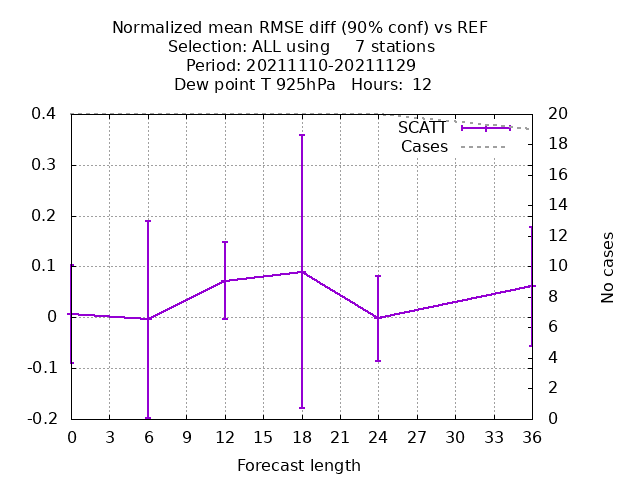 Normalized mean RMSE diff (90% conf) vs REF
Selection: ALL using     7 stations
Period: 20211110-20211129
Dew point T 925hPa   Hours:  12
SCATT
Cases
0.4
0.3
0.2
0.1
0
-0.1
-0.2
20
18
16
14
12
10
8
6
4
2
0
No cases
0 3 6 9 12 15 18 21 24 27 30 33 36
Forecast length